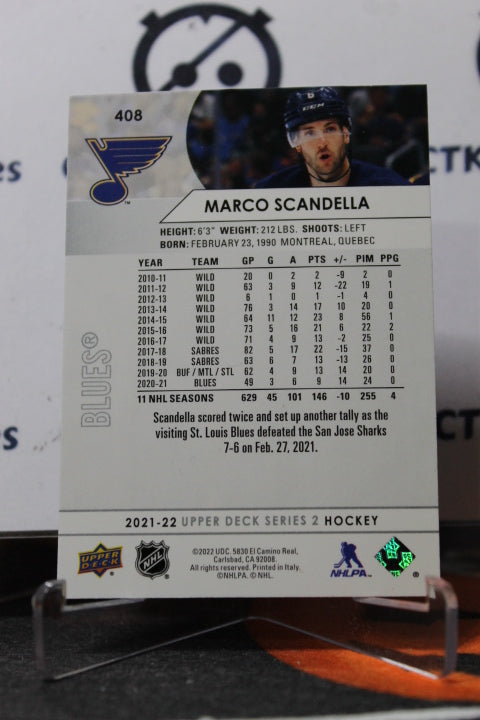 408
CCM
TM
MARCO SCANDELLA
HEIGHT: 6'3" WEIGHT: 212 LBS. SHOOTS: LEFT
BORN: FEBRUARY 23, 1990 MONTREAL, QUEBEC
YEAR TEAM GP G A PTS +/- PIM PPG
2010-11 WILD 20 0 2 2 -9 2 0
2011-12 WILD 63 3 9 12 -22 19 1
2012-13 WILD 6 1 0 1 -1 4 0
2013-14 WILD 76 3 14 17 10 20 0
2014-15 WILD 64 11 12 23 8 56 1
2015-16 WILD 73 5 16 21 6 22 2
2016-17 WILD 71 4 9 13 -2 25 0
2017-18 SABRES 82 5 17 22 -15 37 0
2018-19 SABRES 63 6 7 13 -13 26 0
2019-20 BUF / MTL / STL 62 4 9 13 14 20 0
2020-21 BLUES 49 3 6 9 14 24 0
11 NHL SEASONS 629 45 101 146 -10 255 4
BLUES®
Scandella scored twice and set up another tally as the
visiting St. Louis Blues defeated the San Jose Sharks
7-6 on Feb. 27, 2021.
2021-22 UPPER DECK SERIES 2 HOCKEY
UPPER
DECK
NHL
©2022 UDC. 5830 El Camino Real,
Carlsbad, CA 92008.
All rights reserved. Printed in Italy.
©NHLPA. © NHL.
NHLPA
®
CTK